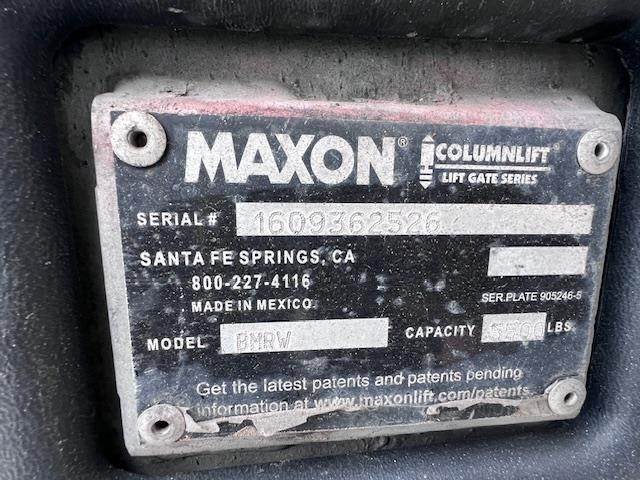 MAXON®
COLUMNLIFT®
LIFT GATE SERIES
SERIAL # 1609362526
SANTA FE SPRINGS, CA
800-227-4116
MADE IN MEXICO
SER.PLATE 905246-5
MODEL BMRW
CAPACITY 5500 LBS.
Get the latest patents and patents pending
information at www.maxonlift.com/patents